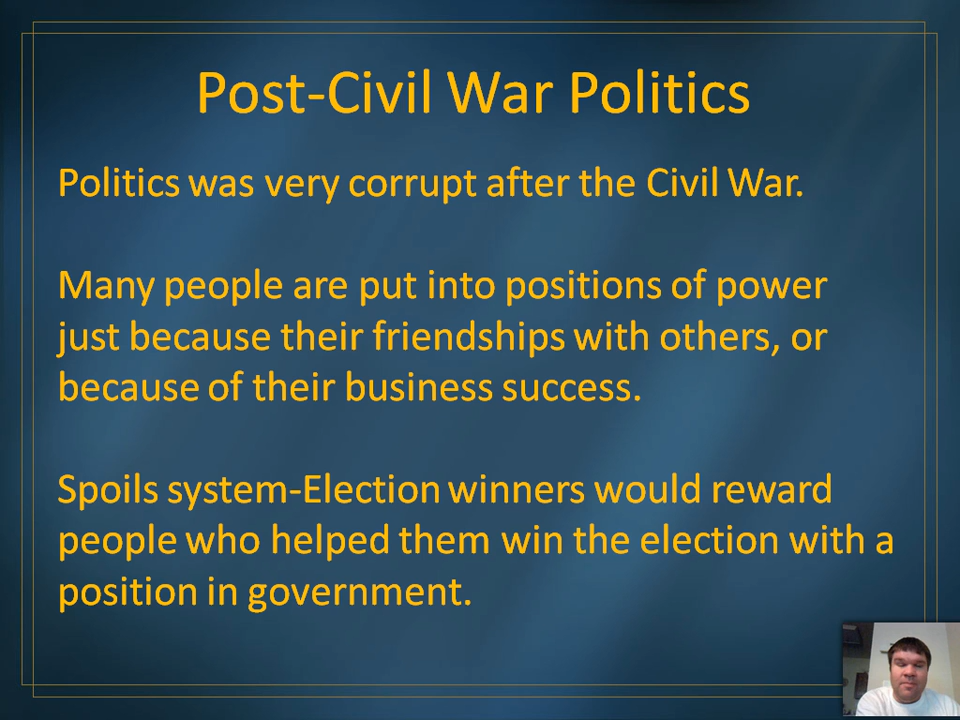 Post-Civil War Politics
Politics was very corrupt after the Civil War.
Many people are put into positions of power
just because their friendships with others, or
because of their business success.
Spoils system-Election winners would reward
people who helped them win the election with a
position in government.